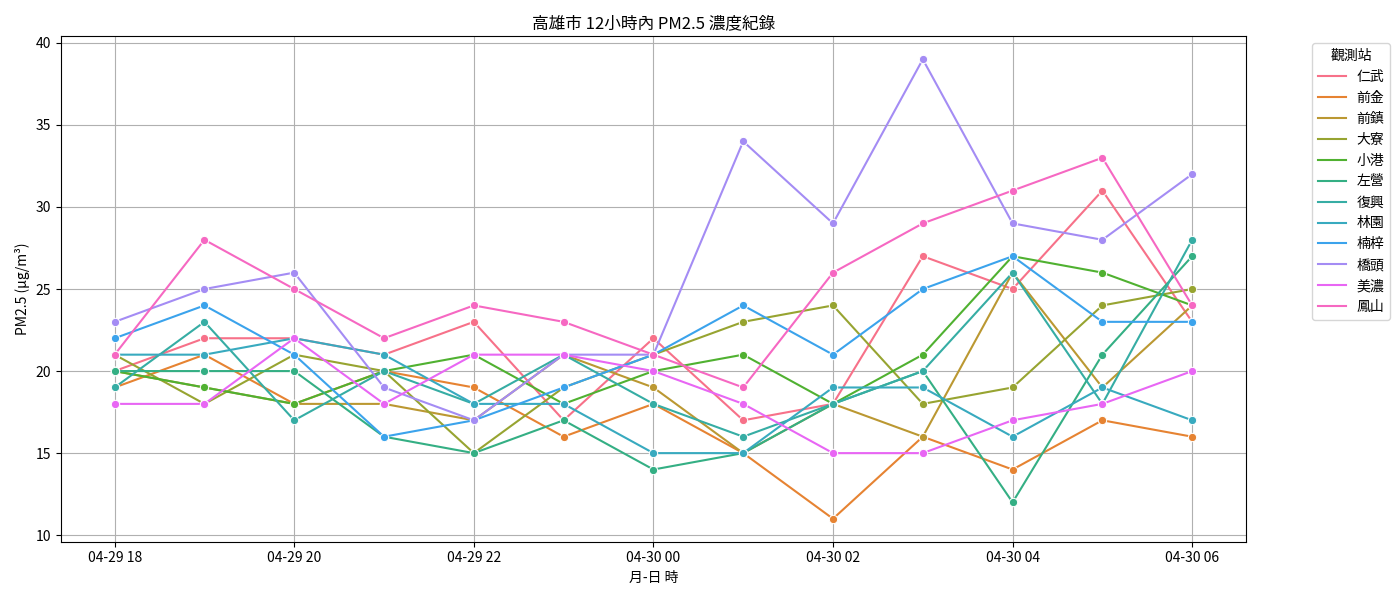 高雄市 12小時內 PM2.5 濃度紀錄
PM2.5 (μg/m³)
40
35
30
25
20
15
10
04-29 18
04-29 20
04-29 22
04-30 00
04-30 02
04-30 04
04-30 06
月-日 時
觀測站
仁武
前金
前鎮
大寮
小港
左營
復興
林園
楠梓
橋頭
美濃
鳳山